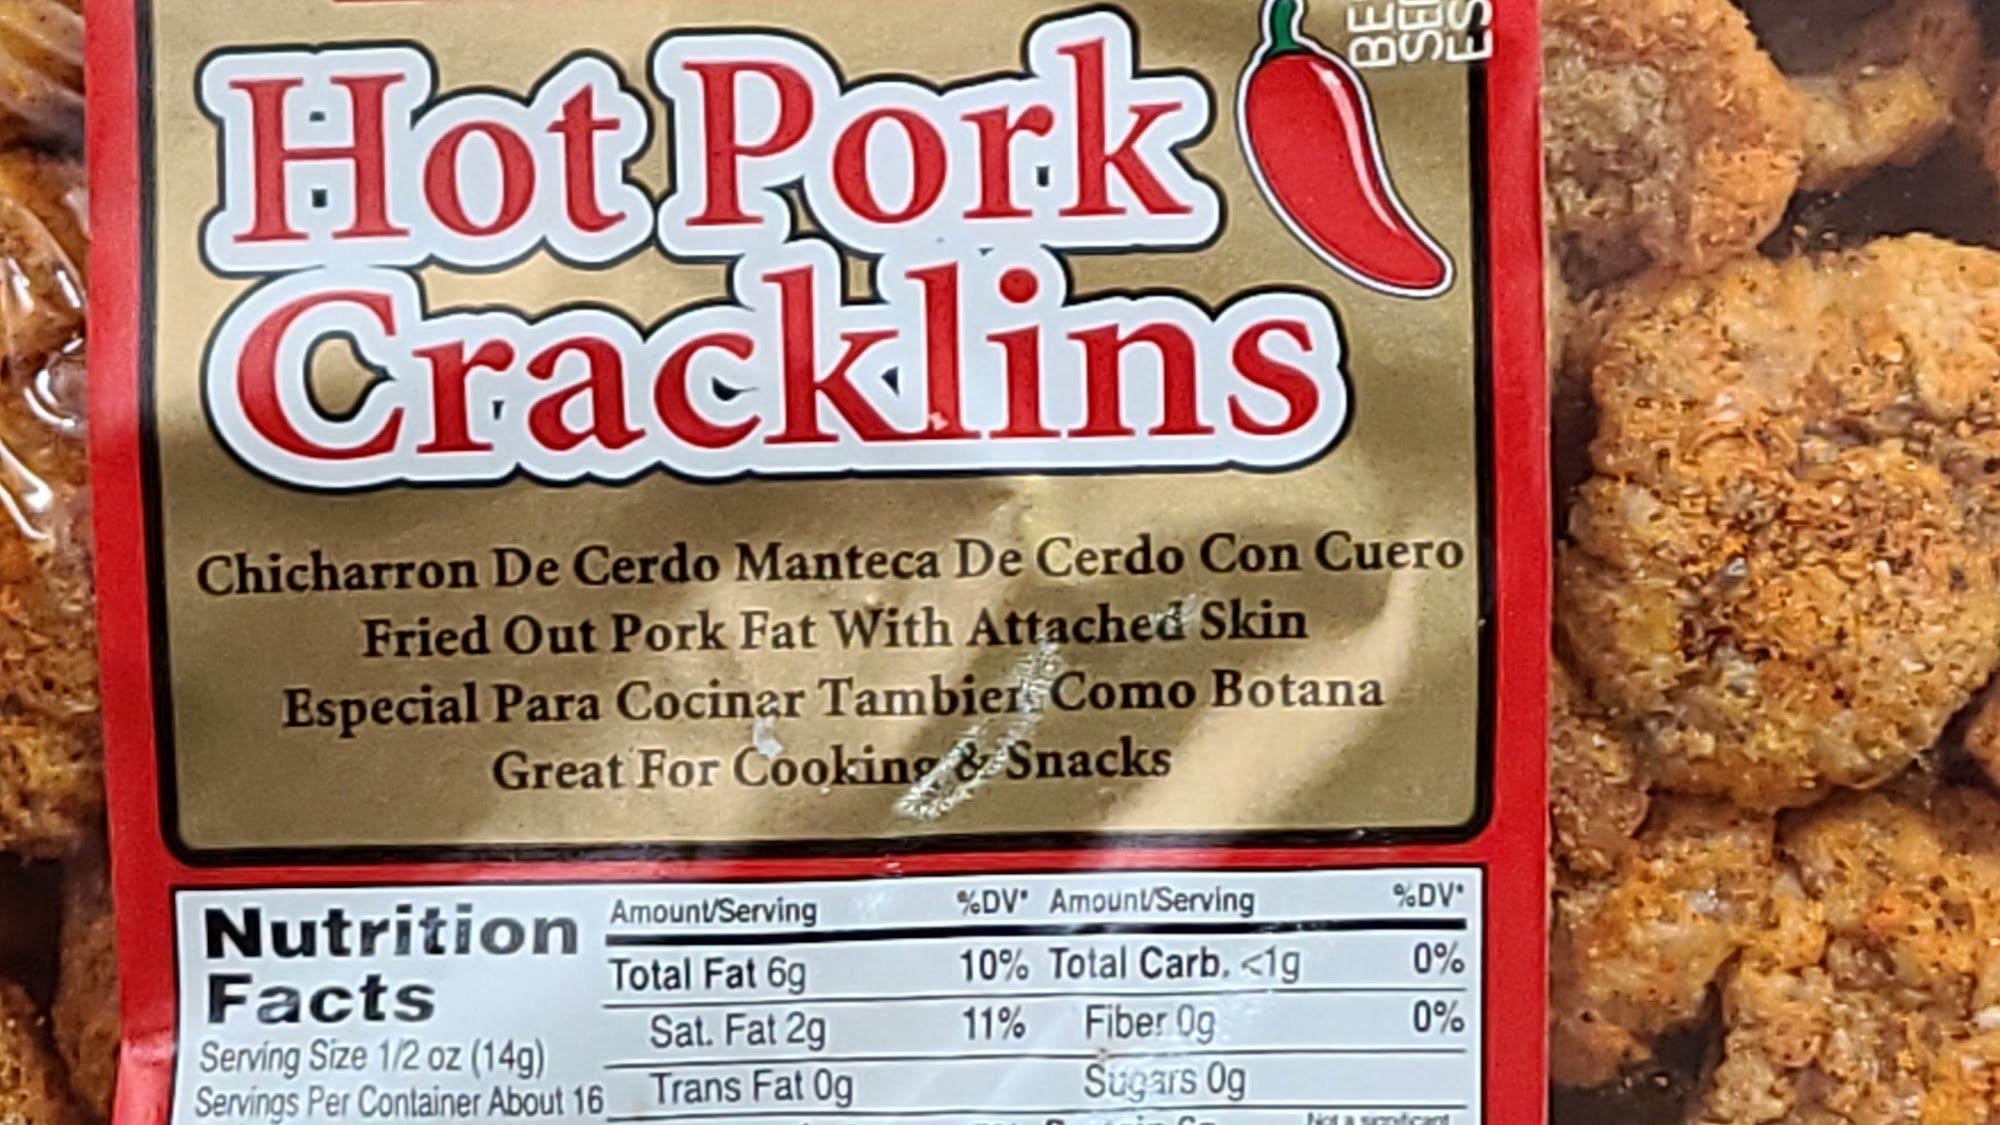 Hot Pork
Cracklins
Chicharron De Cerdo Manteca De Cerdo Con Cuero
Fried Out Pork Fat With Attached Skin
Especial Para Cocinar Tambien Como Botana
Great For Cooking & Snacks
Nutrition
Facts
Serving Size 1/2 oz (14g)
Servings Per Container About 16
Amount/Serving %DV* Amount/Serving %DV*
Total Fat 6g 10% Total Carb. <1g 0%
Sat. Fat 2g 11% Fiber 0g 0%
Trans Fat 0g Sugars 0g
Not a significant